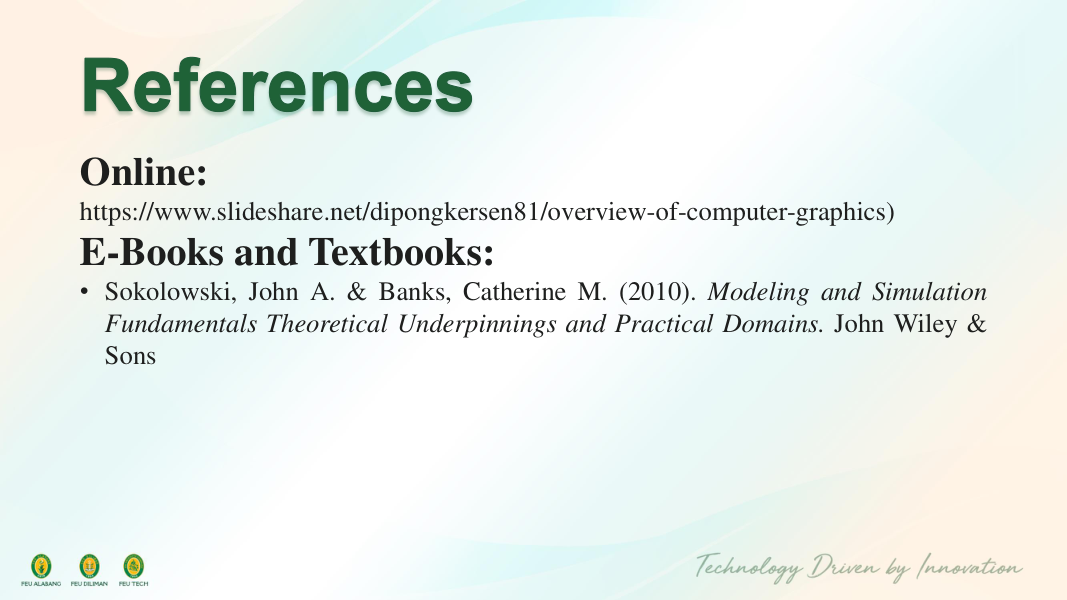 References
Online:
https://www.slideshare.net/dipongkersen81/overview-of-computer-graphics)
E-Books and Textbooks:
• Sokolowski, John A. & Banks, Catherine M. (2010). Modeling and Simulation
Fundamentals Theoretical Underpinnings and Practical Domains. John Wiley &
Sons
FEU ALABANG FEU DILIMAN FEU TECH
Technology Driven by Innovation